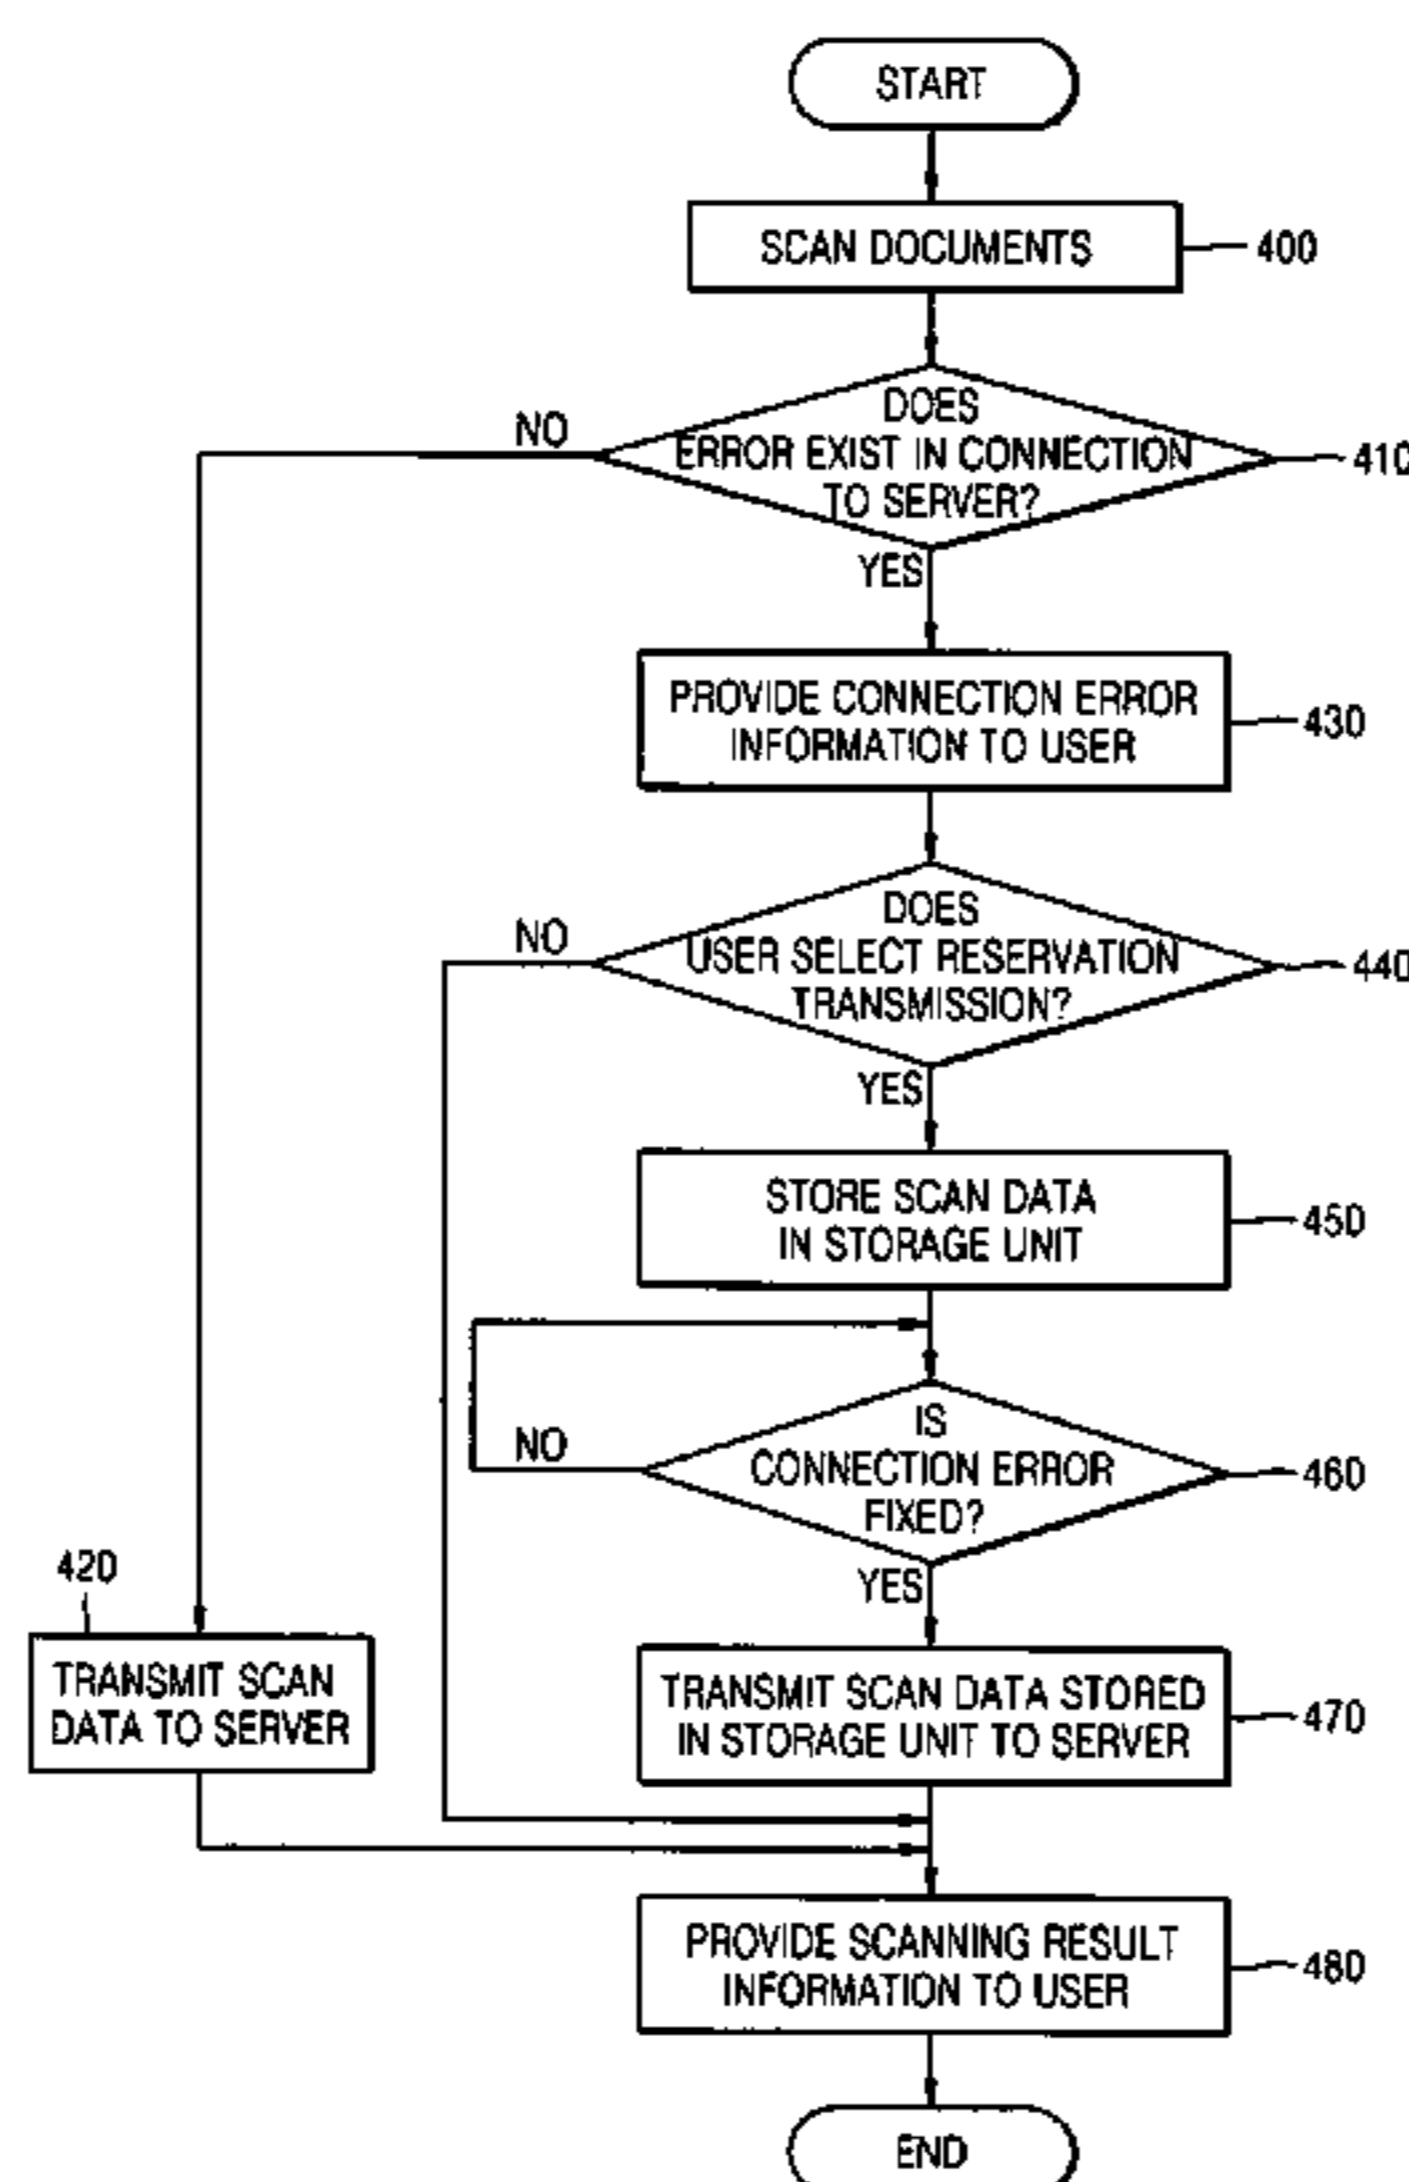 START
SCAN DOCUMENTS
400
DOES
ERROR EXIST IN CONNECTION
TO SERVER?
410
NO
YES
PROVIDE CONNECTION ERROR
INFORMATION TO USER
430
DOES
USER SELECT RESERVATION
TRANSMISSION?
440
NO
YES
STORE SCAN DATA
IN STORAGE UNIT
450
IS
CONNECTION ERROR
FIXED?
460
NO
YES
420
TRANSMIT SCAN
DATA TO SERVER
TRANSMIT SCAN DATA STORED
IN STORAGE UNIT TO SERVER
470
PROVIDE SCANNING RESULT
INFORMATION TO USER
480
END